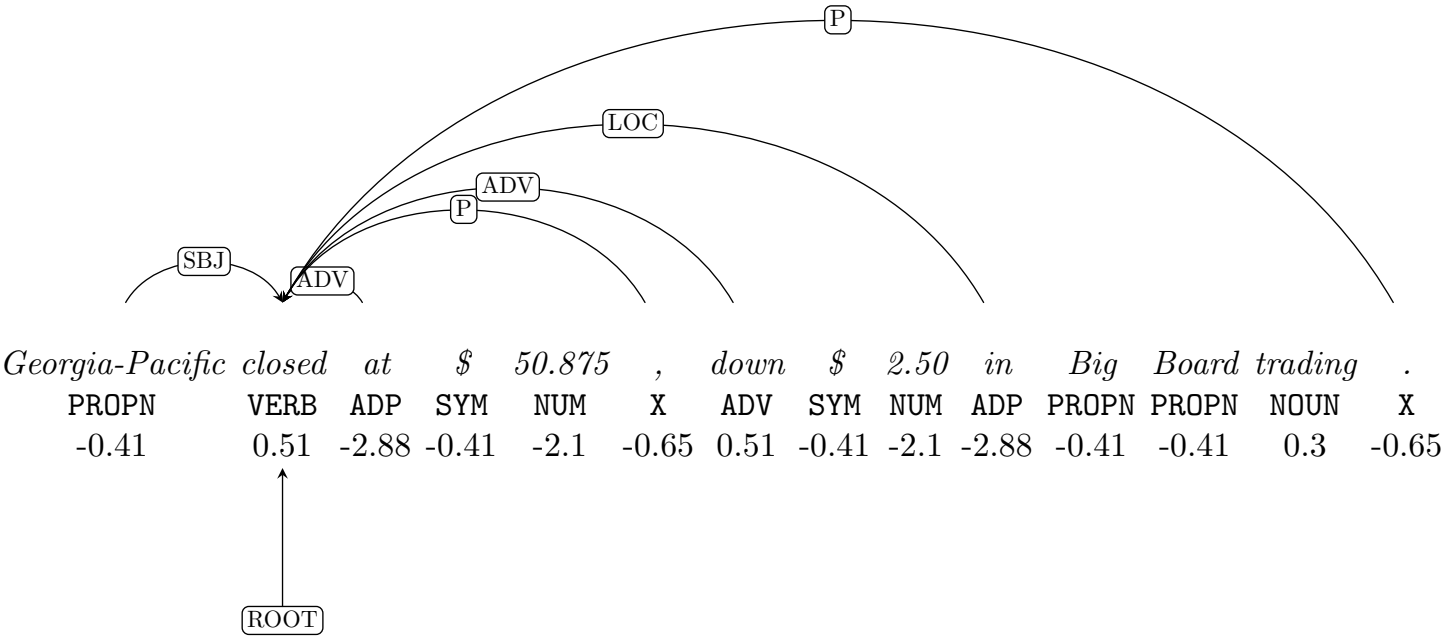 P
LOC
ADV
P
SBJ
ADV
Georgia-Pacific closed at $ 50.875 , down $ 2.50 in Big Board trading .
PROPN VERB ADP SYM NUM X ADV SYM NUM ADP PROPN PROPN NOUN X
-0.41 0.51 -2.88 -0.41 -2.1 -0.65 0.51 -0.41 -2.1 -2.88 -0.41 -0.41 0.3 -0.65
ROOT